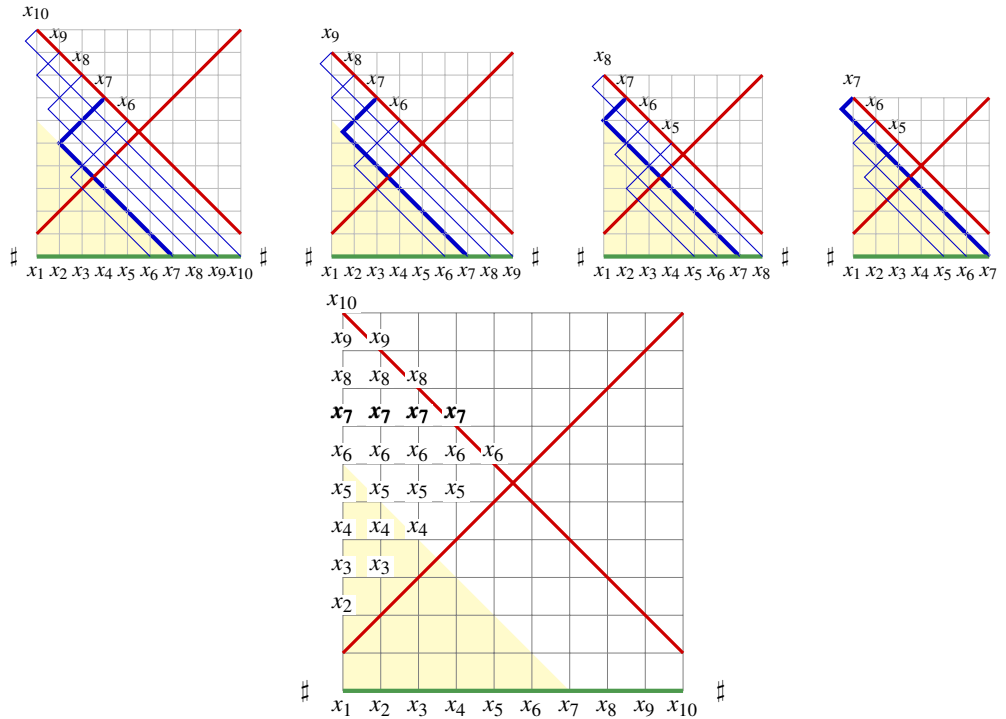 x10
x9
x8
x7
x6
♯ x1 x2 x3 x4 x5 x6 x7 x8 x9 x10 ♯
x9
x8
x7
x6
♯ x1 x2 x3 x4 x5 x6 x7 x8 x9 ♯
x8
x7
x6
x5
♯ x1 x2 x3 x4 x5 x6 x7 x8 ♯
x7
x6
x5
♯ x1 x2 x3 x4 x5 x6 x7
x10
x9 x9
x8 x8 x8
x7 x7 x7 x7
x6 x6 x6 x6 x6
x5 x5 x5 x5
x4 x4 x4
x3 x3
x2
♯ x1 x2 x3 x4 x5 x6 x7 x8 x9 x10 ♯